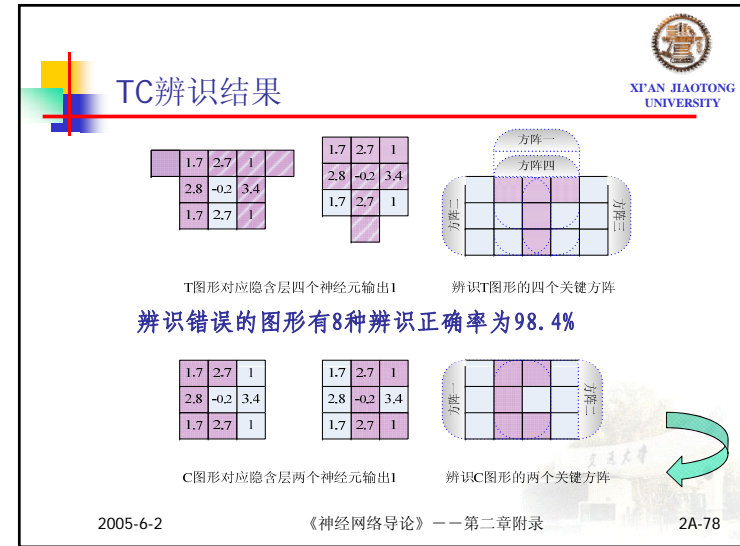 TC辨识结果
XI'AN JIAOTONG
UNIVERSITY
1.7 2.7 1
2.8 -0.2 3.4
1.7 2.7 1
1.7 2.7 1
2.8 -0.2 3.4
1.7 2.7 1
方阵一
方阵四
方阵二
方阵三
T图形对应隐含层四个神经元输出1
辨识T图形的四个关键方阵
辨识错误的图形有8种辨识正确率为98.4%
1.7 2.7 1
2.8 -0.2 3.4
1.7 2.7 1
1.7 2.7 1
2.8 -0.2 3.4
1.7 2.7 1
方阵一
方阵二
C图形对应隐含层两个神经元输出1
辨识C图形的两个关键方阵
2005-6-2
《神经网络导论》－－第二章附录
2A-78